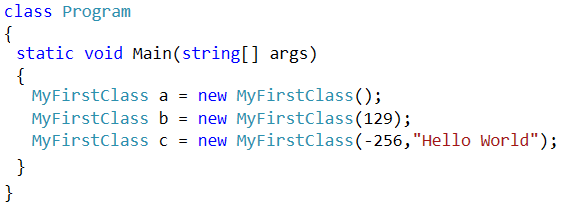 class Program
{
static void Main(string[] args)
{
MyFirstClass a = new MyFirstClass();
MyFirstClass b = new MyFirstClass(129);
MyFirstClass c = new MyFirstClass(-256,"Hello World");
}
}